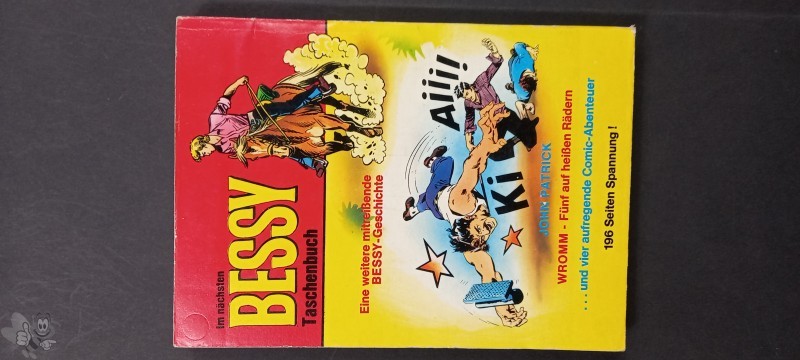 im nächsten
BESSY
Taschenbuch
Eine weitere mitreißende
BESSY-Geschichte
Ki
Aiii!
JOHN PATRICK
WROMM - Fünf auf heißen Rädern
... und vier aufregende Comic-Abenteuer
196 Seiten Spannung !